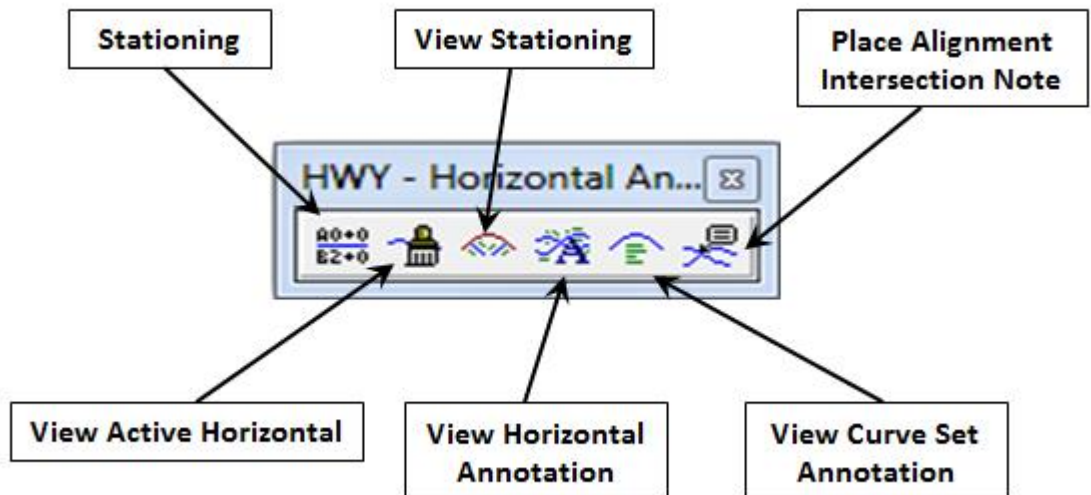 Stationing
View Stationing
Place Alignment
Intersection Note
HWY - Horizontal An...
A0+0
B2+0
A
View Active Horizontal
View Horizontal
Annotation
View Curve Set
Annotation